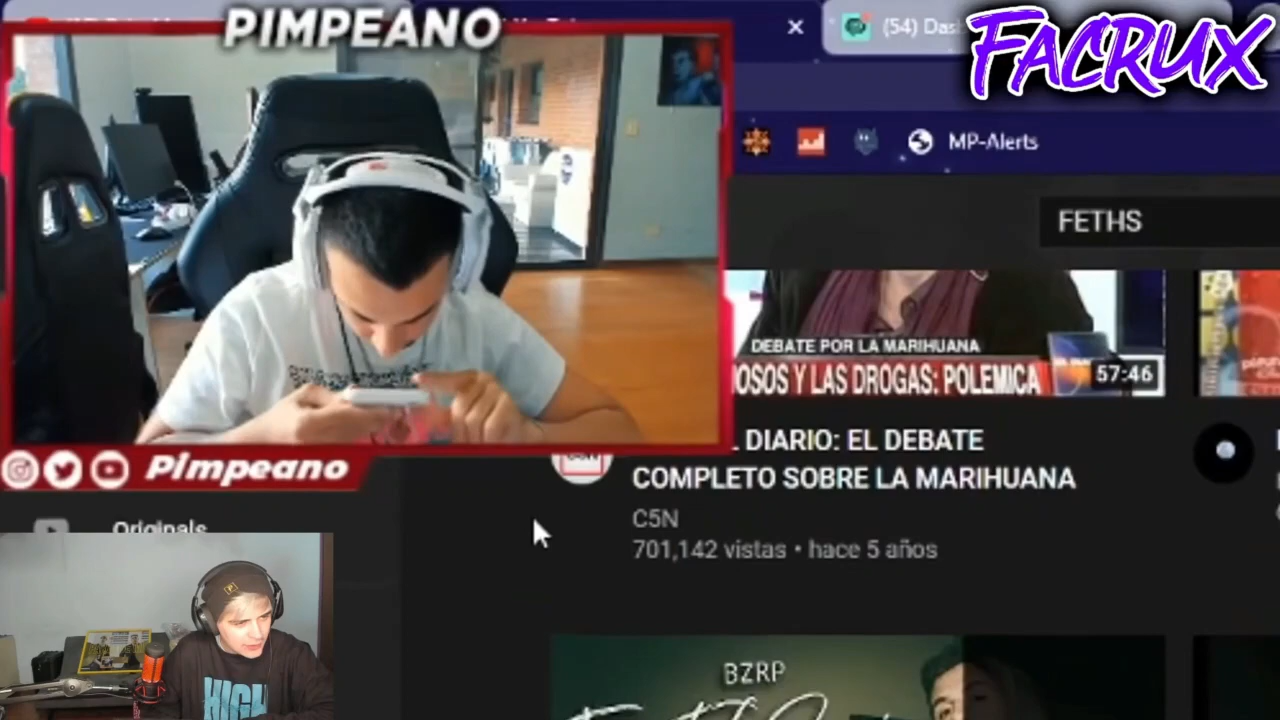 PIMPEANO
(54) Das
FACRUX
MP-Alerts
FETHS
DEBATE POR LA MARIHUANA
OSOS Y LAS DROGAS: POLEMICA
57:46
L DIARIO: EL DEBATE
COMPLETO SOBRE LA MARIHUANA
C5N
701,142 vistas • hace 5 años
Pimpeano
Originals
BZRP
HIGH